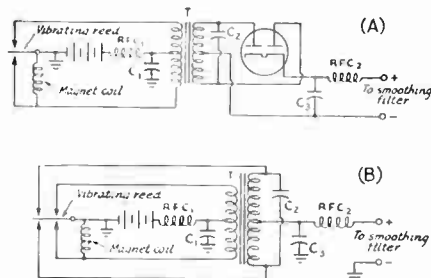 (A)
T
Vibrating reed
RFC₁
C₂
C₁
Magnet coil
RFC₂
C₃
To smoothing
filter
+
-
(B)
T
Vibrating reed
RFC₁
C₂
RFC₂
C₁
C₃
Magnet coil
To smoothing
filter
+
-